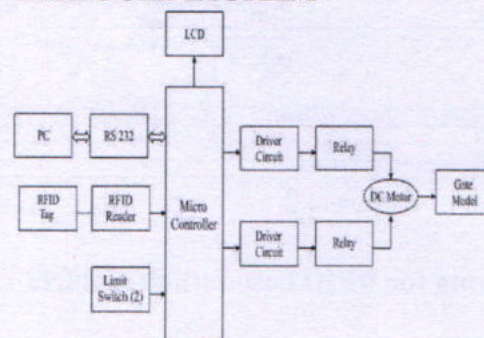 LCD
PC
RS 232
Driver
Circuit
Relay
RFID
Tag
RFID
Reader
Micro
Controller
DC Motor
Gate
Model
Driver
Circuit
Relay
Limit
Switch (2)